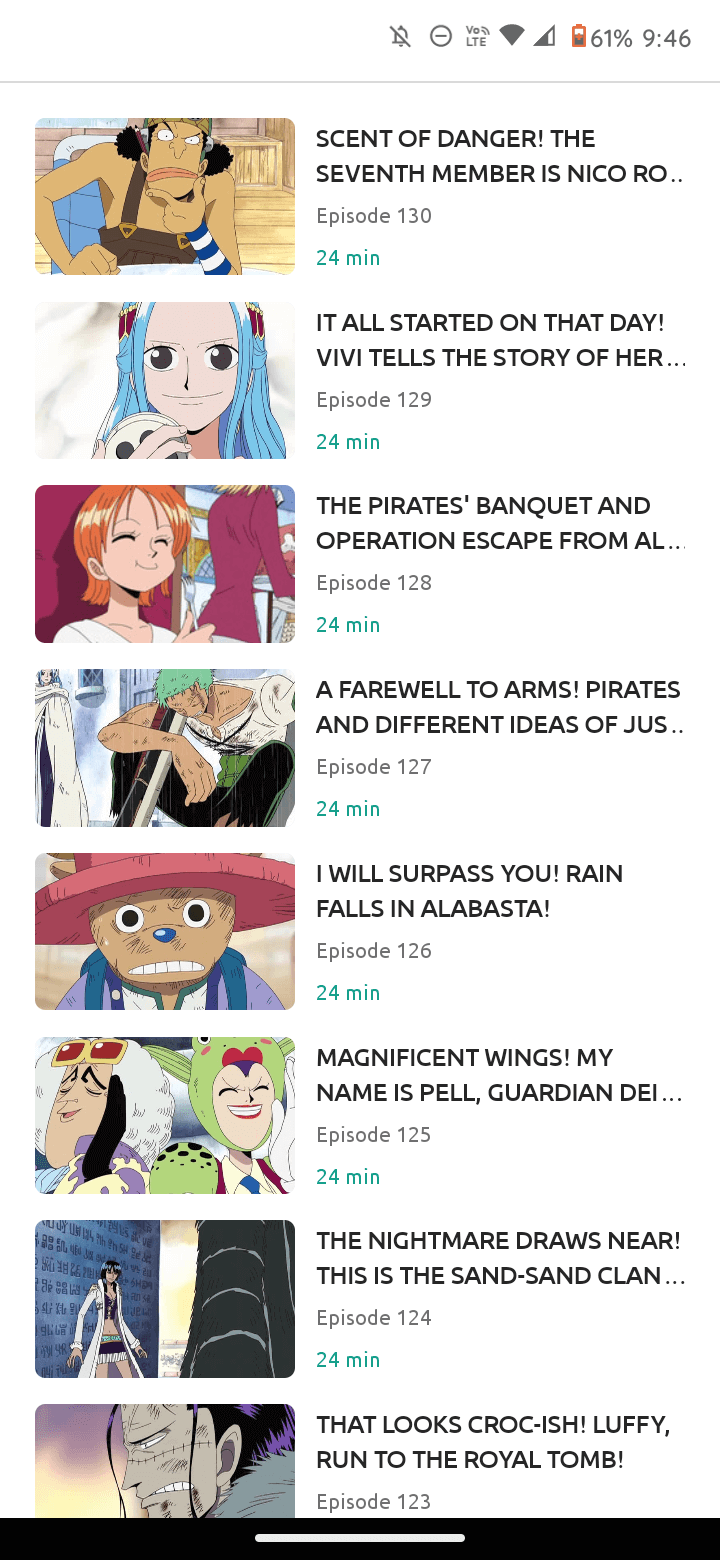 Vo LTE 61% 9:46
SCENT OF DANGER! THE
SEVENTH MEMBER IS NICO RO..
Episode 130
24 min
IT ALL STARTED ON THAT DAY!
VIVI TELLS THE STORY OF HER...
Episode 129
24 min
THE PIRATES' BANQUET AND
OPERATION ESCAPE FROM AL...
Episode 128
24 min
A FAREWELL TO ARMS! PIRATES
AND DIFFERENT IDEAS OF JUS..
Episode 127
24 min
I WILL SURPASS YOU! RAIN
FALLS IN ALABASTA!
Episode 126
24 min
MAGNIFICENT WINGS! MY
NAME IS PELL, GUARDIAN DEI...
Episode 125
24 min
THE NIGHTMARE DRAWS NEAR!
THIS IS THE SAND-SAND CLAN...
Episode 124
24 min
THAT LOOKS CROC-ISH! LUFFY,
RUN TO THE ROYAL TOMB!
Episode 123